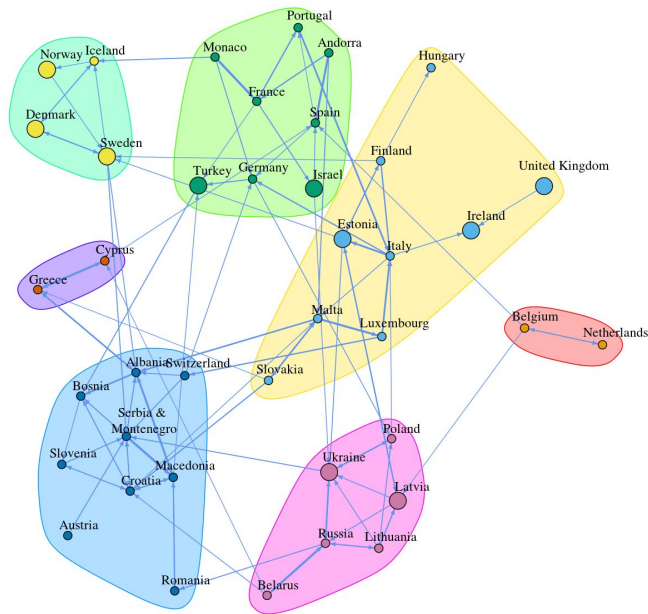 Portugal
Norway
Iceland
Monaco
Andorra
Hungary
France
Denmark
Spain
Sweden
Finland
United Kingdom
Turkey
Germany
Israel
Estonia
Ireland
Italy
Cyprus
Greece
Malta
Luxembourg
Belgium
Netherlands
Albania
Switzerland
Slovakia
Bosnia
Serbia &
Montenegro
Poland
Slovenia
Ukraine
Macedonia
Croatia
Latvia
Austria
Russia
Lithuania
Romania
Belarus